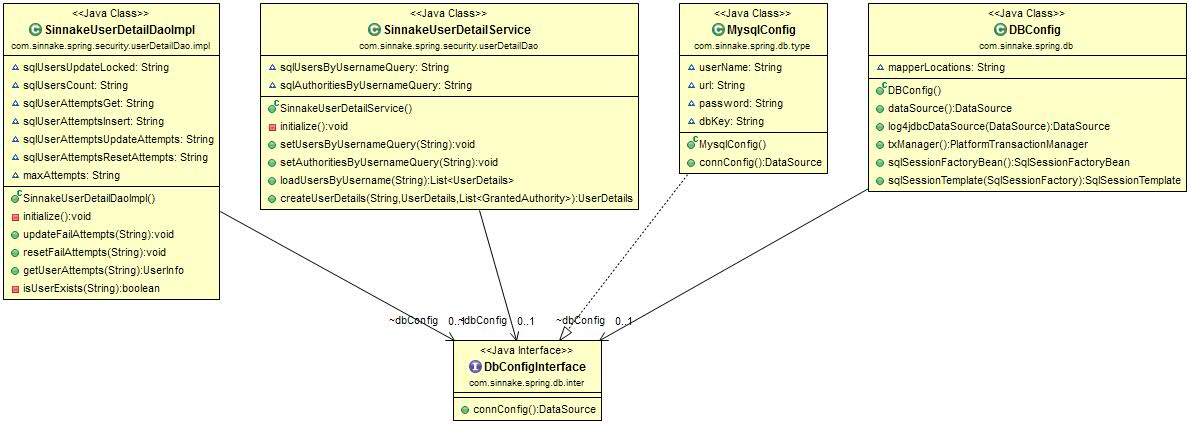 <<Java Class>>
SinnakeUserDetailDaoImpl
com.sinnake.spring.security.userDetailDao.impl
sqlUsersUpdateLocked: String
sqlUsersCount: String
sqlUserAttemptsGet: String
sqlUserAttemptsInsert: String
sqlUserAttemptsUpdateAttempts: String
sqlUserAttemptsResetAttempts: String
maxAttempts: String
SinnakeUserDetailDaoImpl()
initialize():void
updateFailAttempts(String):void
resetFailAttempts(String):void
getUserAttempts(String):UserInfo
isUserExists(String):boolean
<<Java Class>>
SinnakeUserDetailService
com.sinnake.spring.security.userDetailDao
sqlUsersByUsernameQuery: String
sqlAuthoritiesByUsernameQuery: String
SinnakeUserDetailService()
initialize():void
setUsersByUsernameQuery(String):void
setAuthoritiesByUsernameQuery(String):void
loadUsersByUsername(String):List<UserDetails>
createUserDetails(String,UserDetails,List<GrantedAuthority>):UserDetails
<<Java Class>>
MysqlConfig
com.sinnake.spring.db.type
userName: String
url: String
password: String
dbKey: String
MysqlConfig()
connConfig():DataSource
<<Java Class>>
DBConfig
com.sinnake.spring.db
mapperLocations: String
DBConfig()
dataSource():DataSource
log4jdbcDataSource(DataSource):DataSource
txManager():PlatformTransactionManager
sqlSessionFactoryBean():SqlSessionFactoryBean
sqlSessionTemplate(SqlSessionFactory):SqlSessionTemplate
~dbConfig 0..1
~dbConfig 0..1
~dbConfig 0..1
<<Java Interface>>
DbConfigInterface
com.sinnake.spring.db.inter
connConfig():DataSource